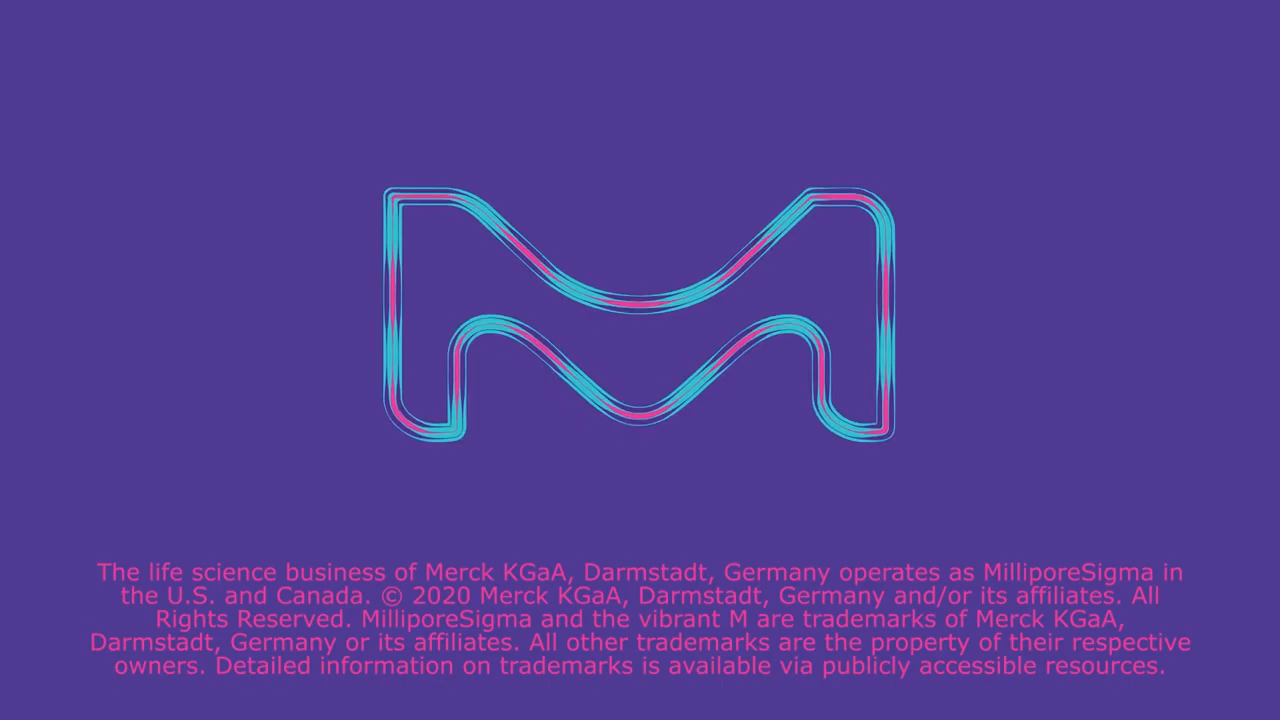 The life science business of Merck KGaA, Darmstadt, Germany operates as MilliporeSigma in
the U.S. and Canada. © 2020 Merck KGaA, Darmstadt, Germany and/or its affiliates. All
Rights Reserved. MilliporeSigma and the vibrant M are trademarks of Merck KGaA,
Darmstadt, Germany or its affiliates. All other trademarks are the property of their respective
owners. Detailed information on trademarks is available via publicly accessible resources.